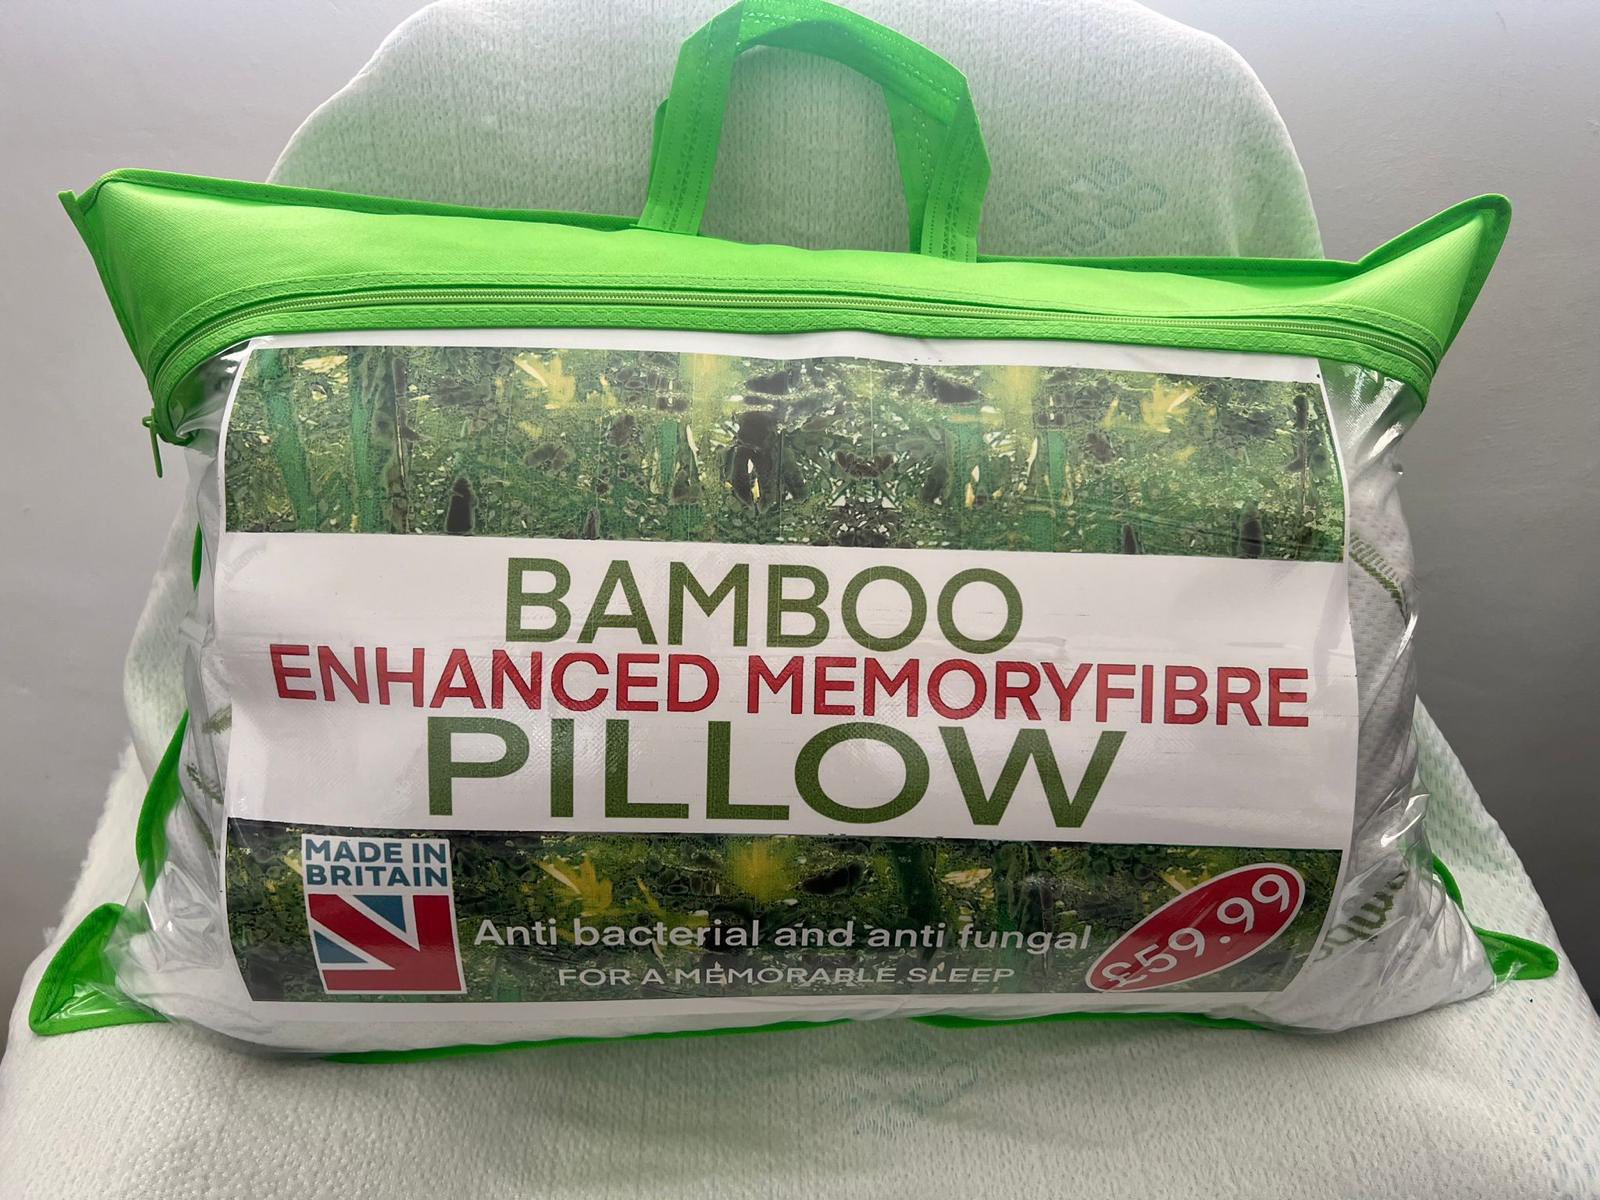 BAMBOO
ENHANCED MEMORYFIBRE
PILLOW
MADE IN
BRITAIN
Anti bacterial and anti fungal
FOR A MEMORABLE SLEEP
£59.99